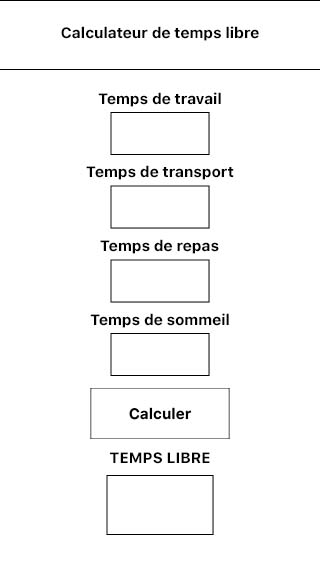 Calculateur de temps libre
Temps de travail
Temps de transport
Temps de repas
Temps de sommeil
Calculer
TEMPS LIBRE